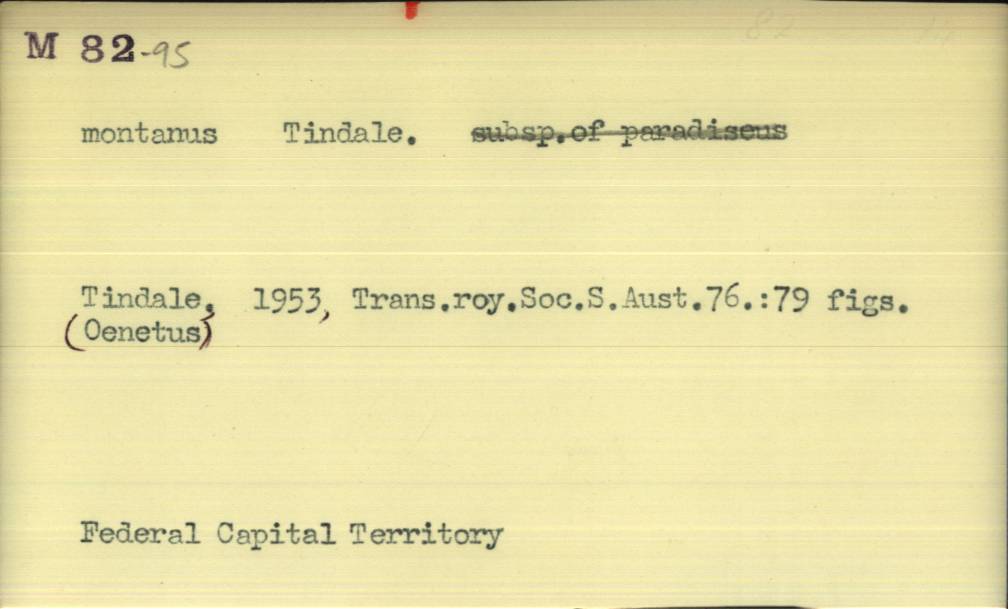 M 82-95
montanus Tindale. subsp.of paradiseus
Tindale, 1953, Trans.roy.Soc.S.Aust.76.:79 figs.
(Oenetus)
Federal Capital Territory